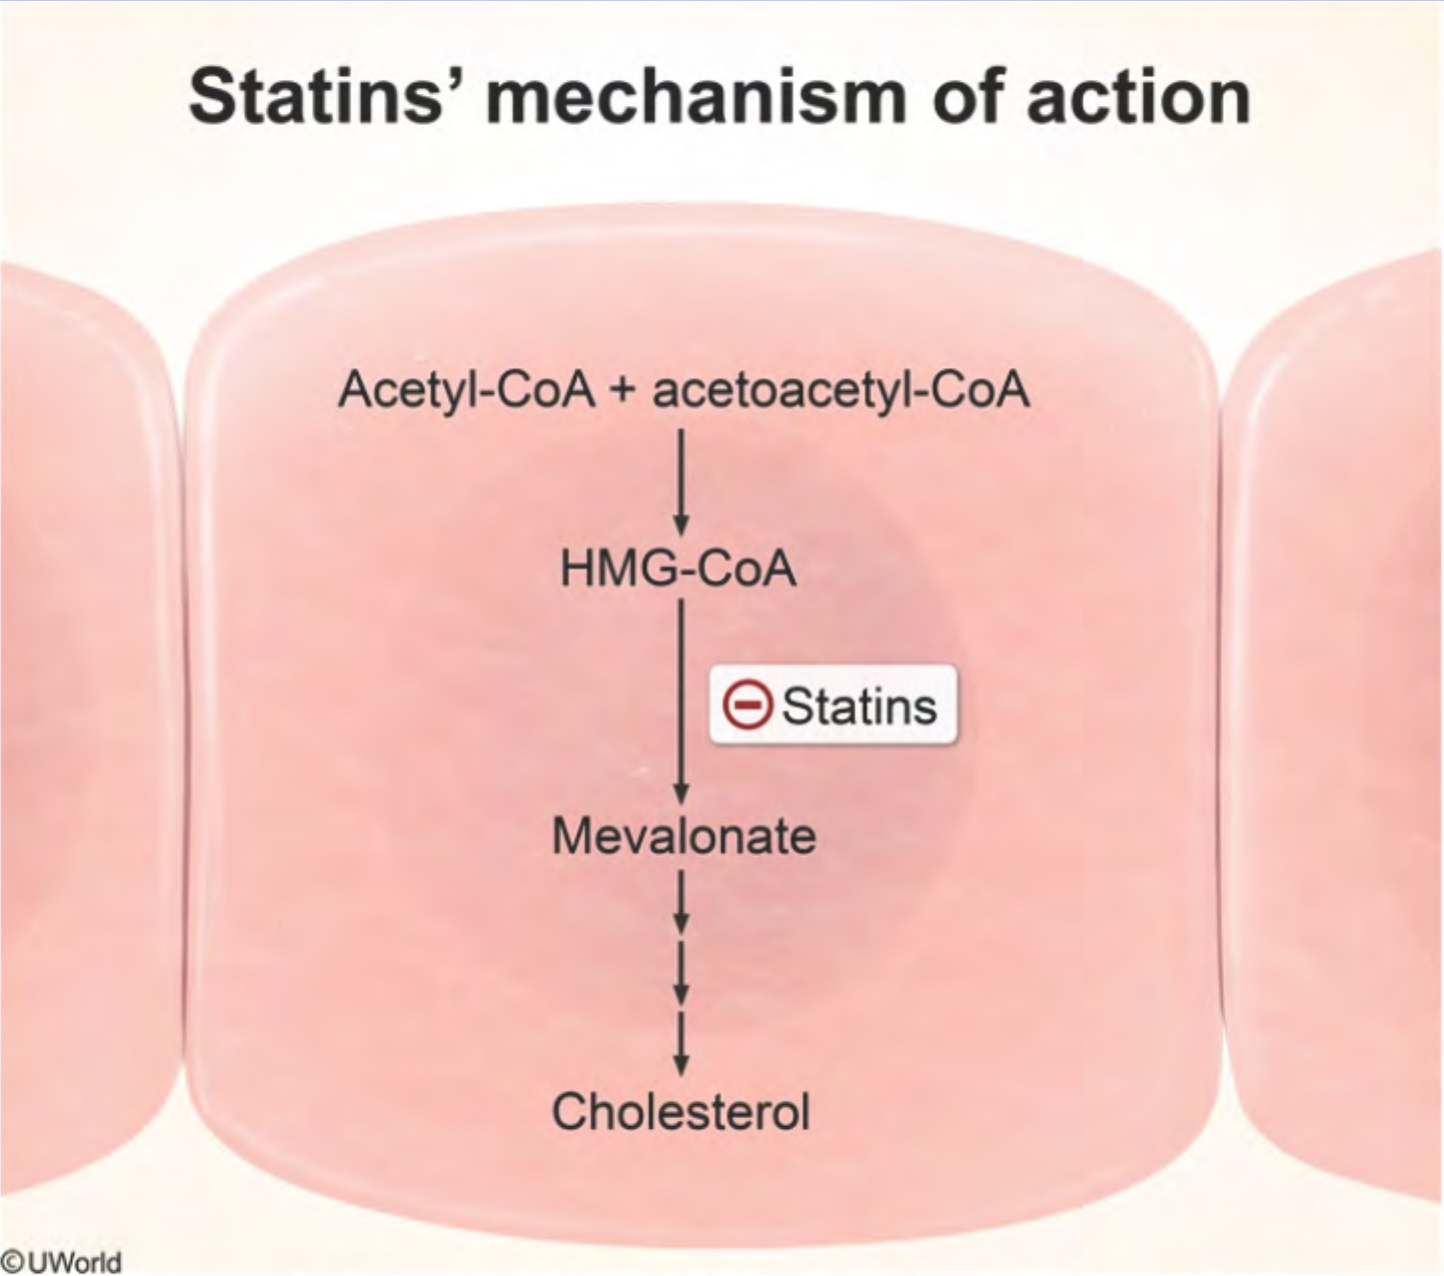 Statins’ mechanism of action
Acetyl-CoA + acetoacetyl-CoA
HMG-CoA
Statins
Mevalonate
Cholesterol
©UWorld